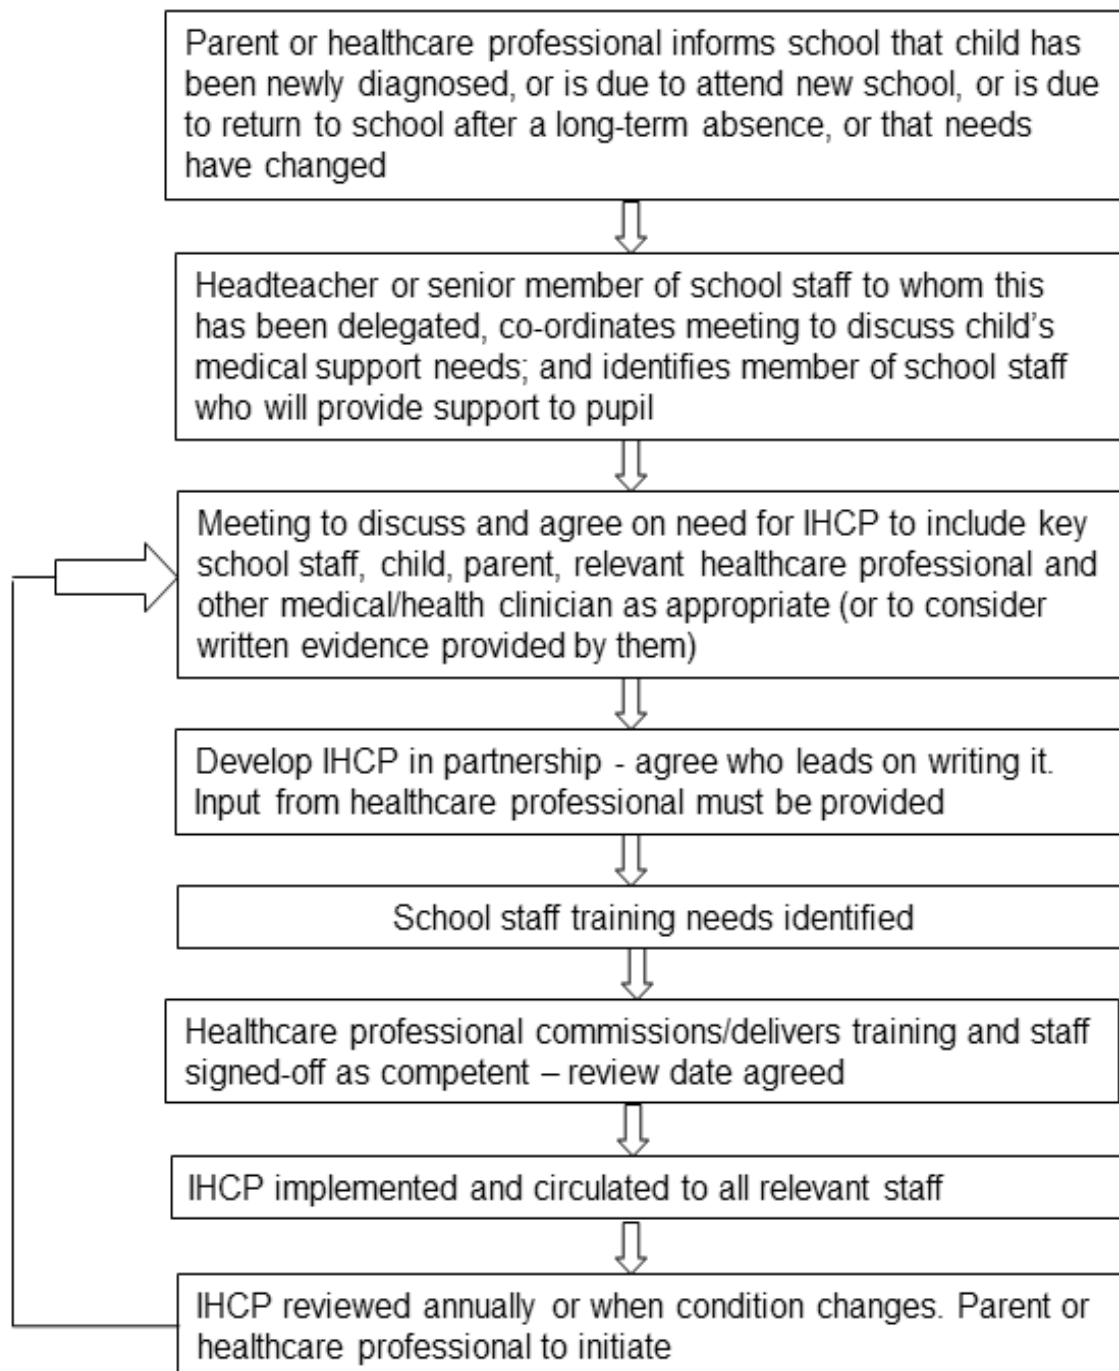 Parent or healthcare professional informs school that child has
been newly diagnosed, or is due to attend new school, or is due
to return to school after a long-term absence, or that needs
have changed
Headteacher or senior member of school staff to whom this
has been delegated, co-ordinates meeting to discuss child's
medical support needs; and identifies member of school staff
who will provide support to pupil
Meeting to discuss and agree on need for IHCP to include key
school staff, child, parent, relevant healthcare professional and
other medical/health clinician as appropriate (or to consider
written evidence provided by them)
Develop IHCP in partnership - agree who leads on writing it.
Input from healthcare professional must be provided
School staff training needs identified
Healthcare professional commissions/delivers training and staff
signed-off as competent – review date agreed
IHCP implemented and circulated to all relevant staff
IHCP reviewed annually or when condition changes. Parent or
healthcare professional to initiate